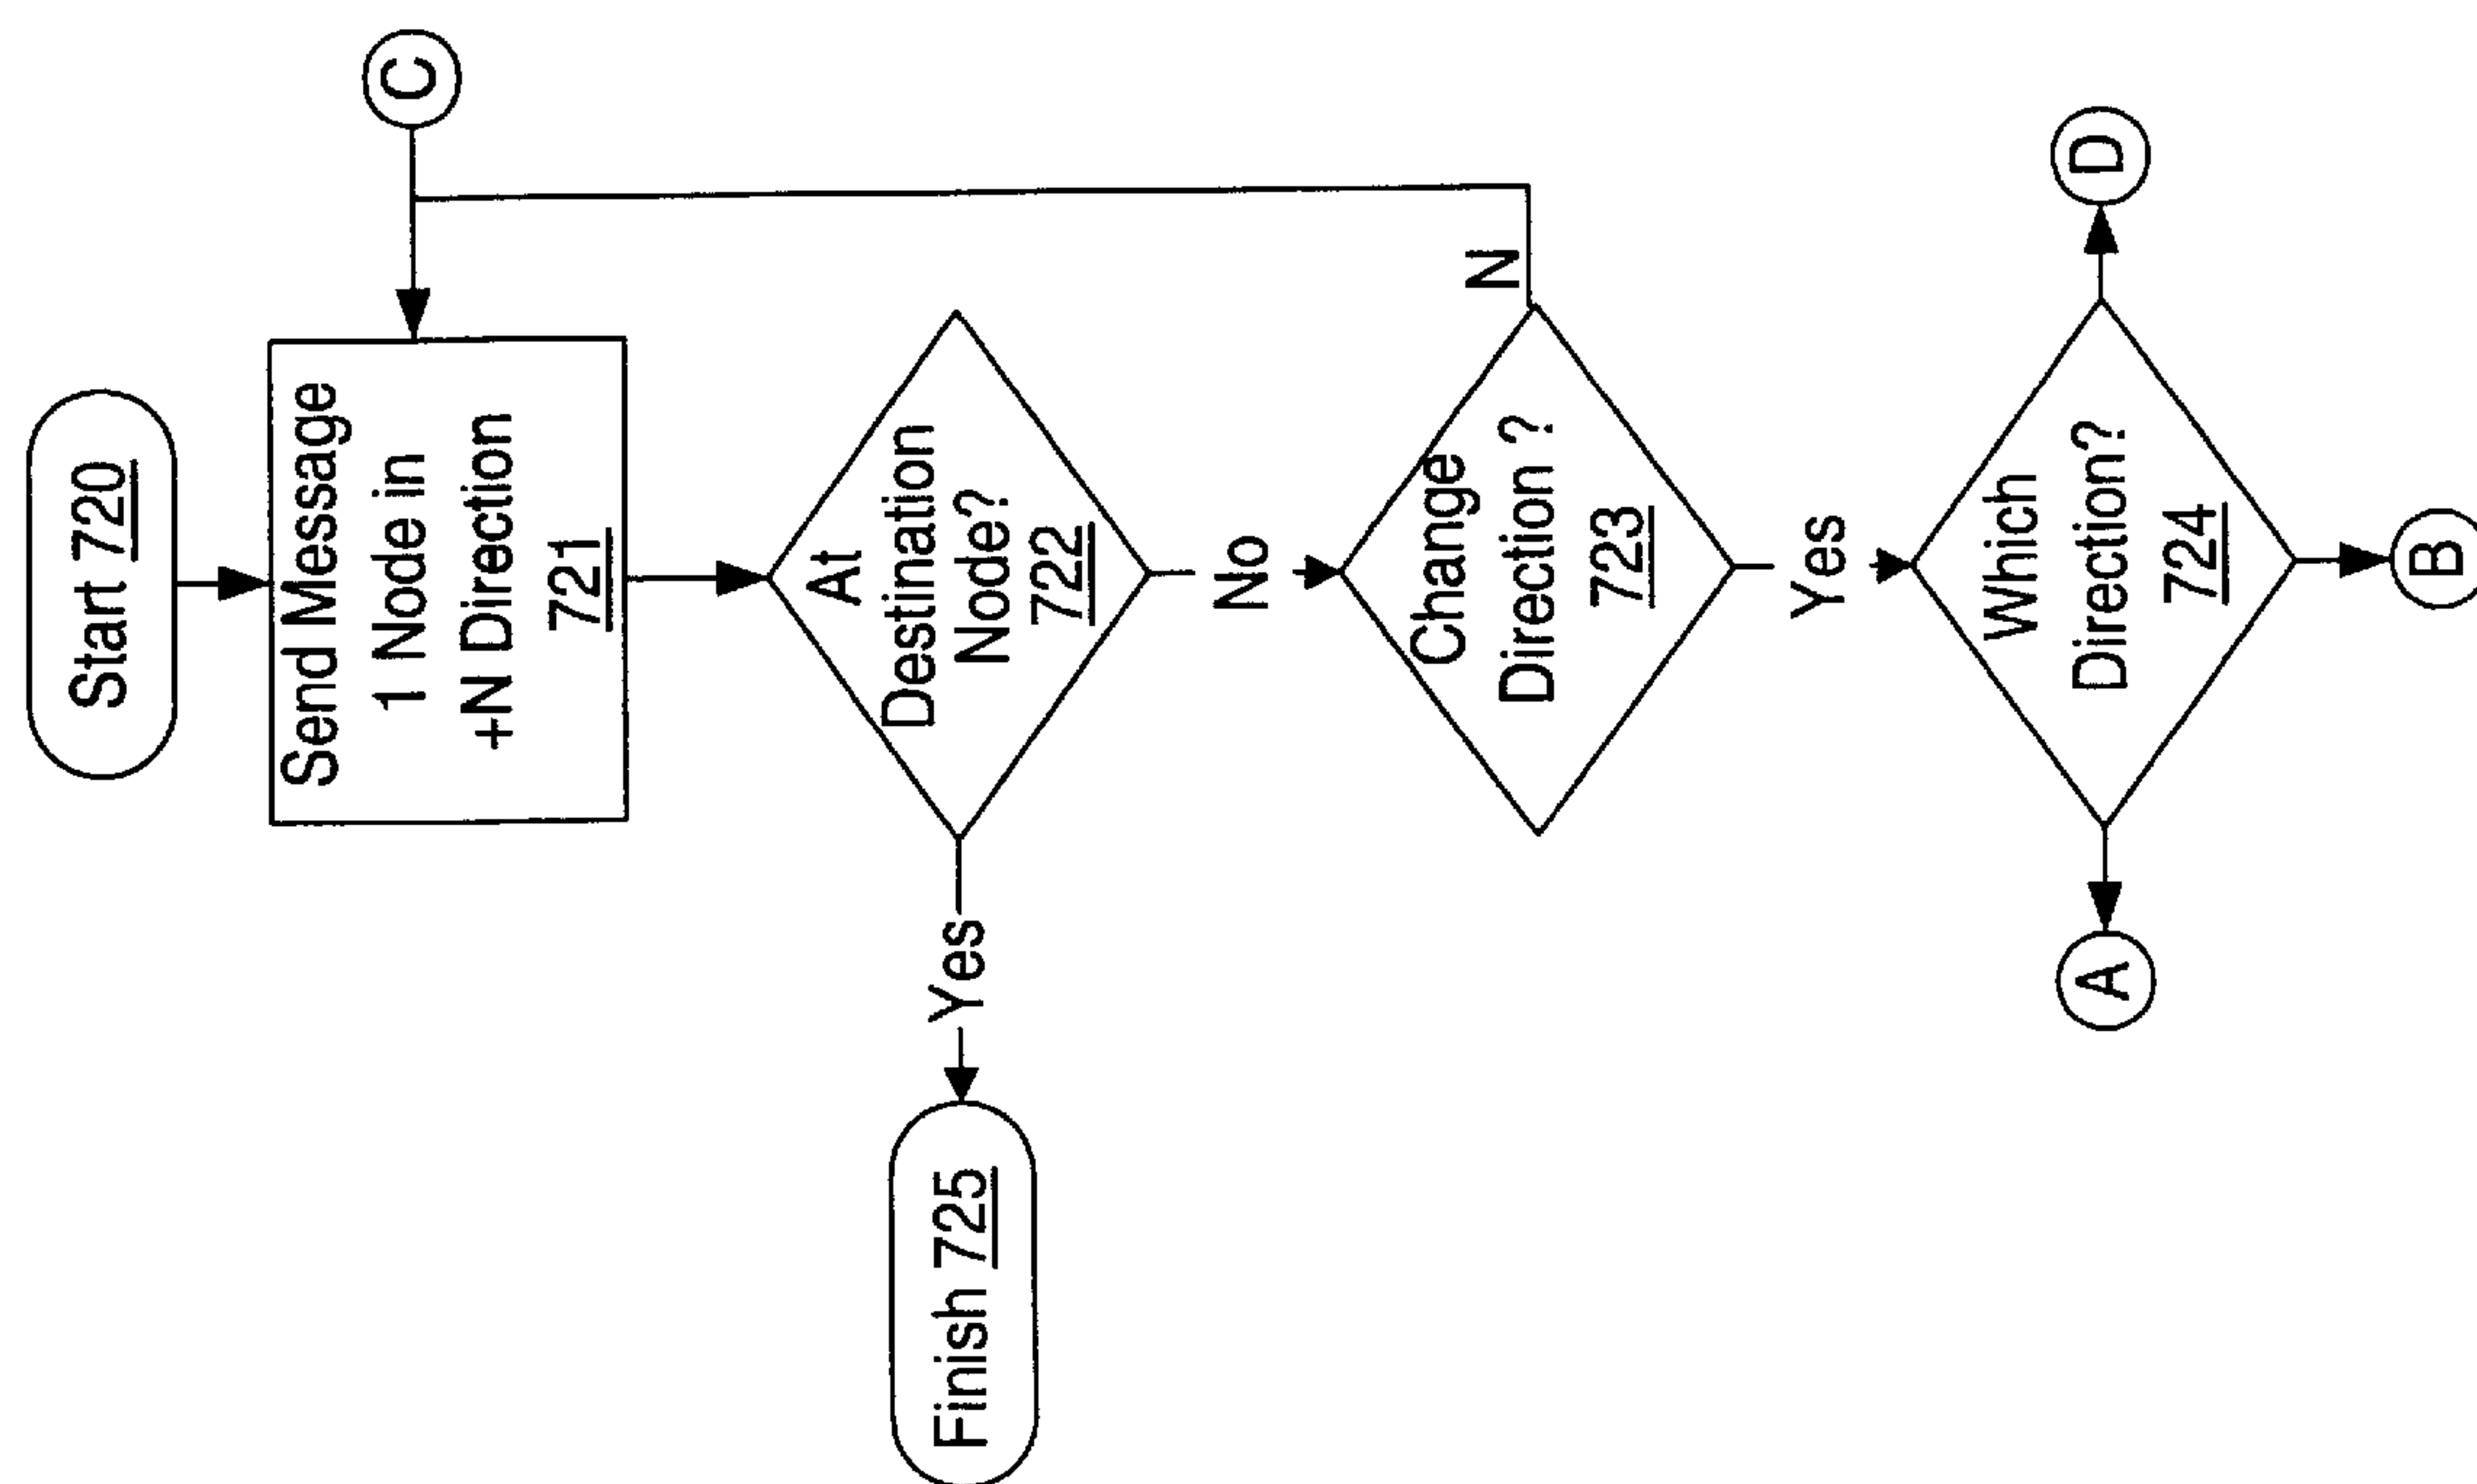 Start 720
C
Send Message
1 Node in
+N Direction
721
At
Destination
Node?
722
Yes
Finish 725
No
Change
Direction ?
723
N
Yes
Which
Direction?
724
A
D
B